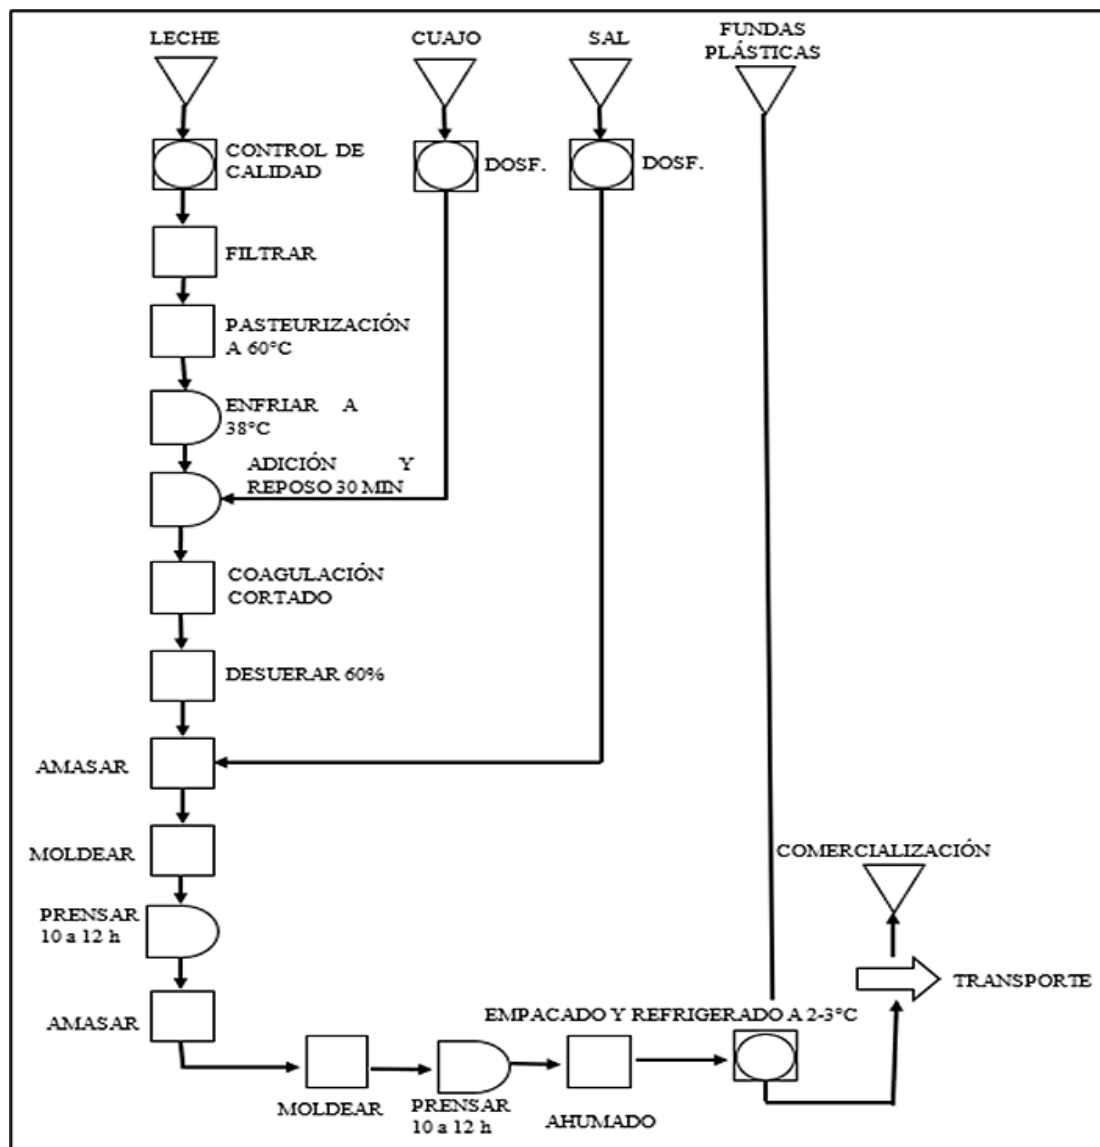 LECHE
CUAJO
SAL
FUNDAS
PLÁSTICAS
CONTROL DE
CALIDAD
DOSF.
DOSF.
FILTRAR
PASTEURIZACIÓN
A 60°C
ENFRIAR A
38°C
ADICIÓN Y
REPOSO 30 MIN
COAGULACIÓN
CORTADO
DESUERAR 60%
AMASAR
MOLDEAR
COMERCIALIZACIÓN
PRENSAR
10 a 12 h
TRANSPORTE
AMASAR
EMPACADO Y REFRIGERADO A 2-3°C
MOLDEAR
PRENSAR
10 a 12 h
AHUMADO